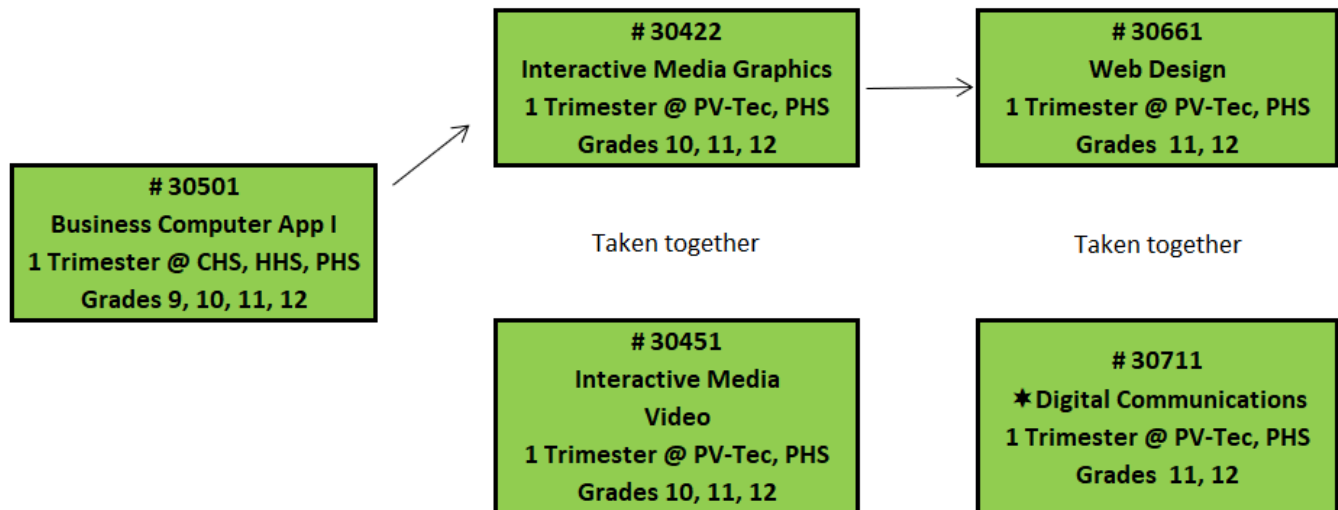 # 30501
Business Computer App I
1 Trimester @ CHS, HHS, PHS
Grades 9, 10, 11, 12
# 30422
Interactive Media Graphics
1 Trimester @ PV-Tec, PHS
Grades 10, 11, 12
Taken together
# 30451
Interactive Media
Video
1 Trimester @ PV-Tec, PHS
Grades 10, 11, 12
# 30661
Web Design
1 Trimester @ PV-Tec, PHS
Grades 11, 12
Taken together
# 30711
✶Digital Communications
1 Trimester @ PV-Tec, PHS
Grades 11, 12